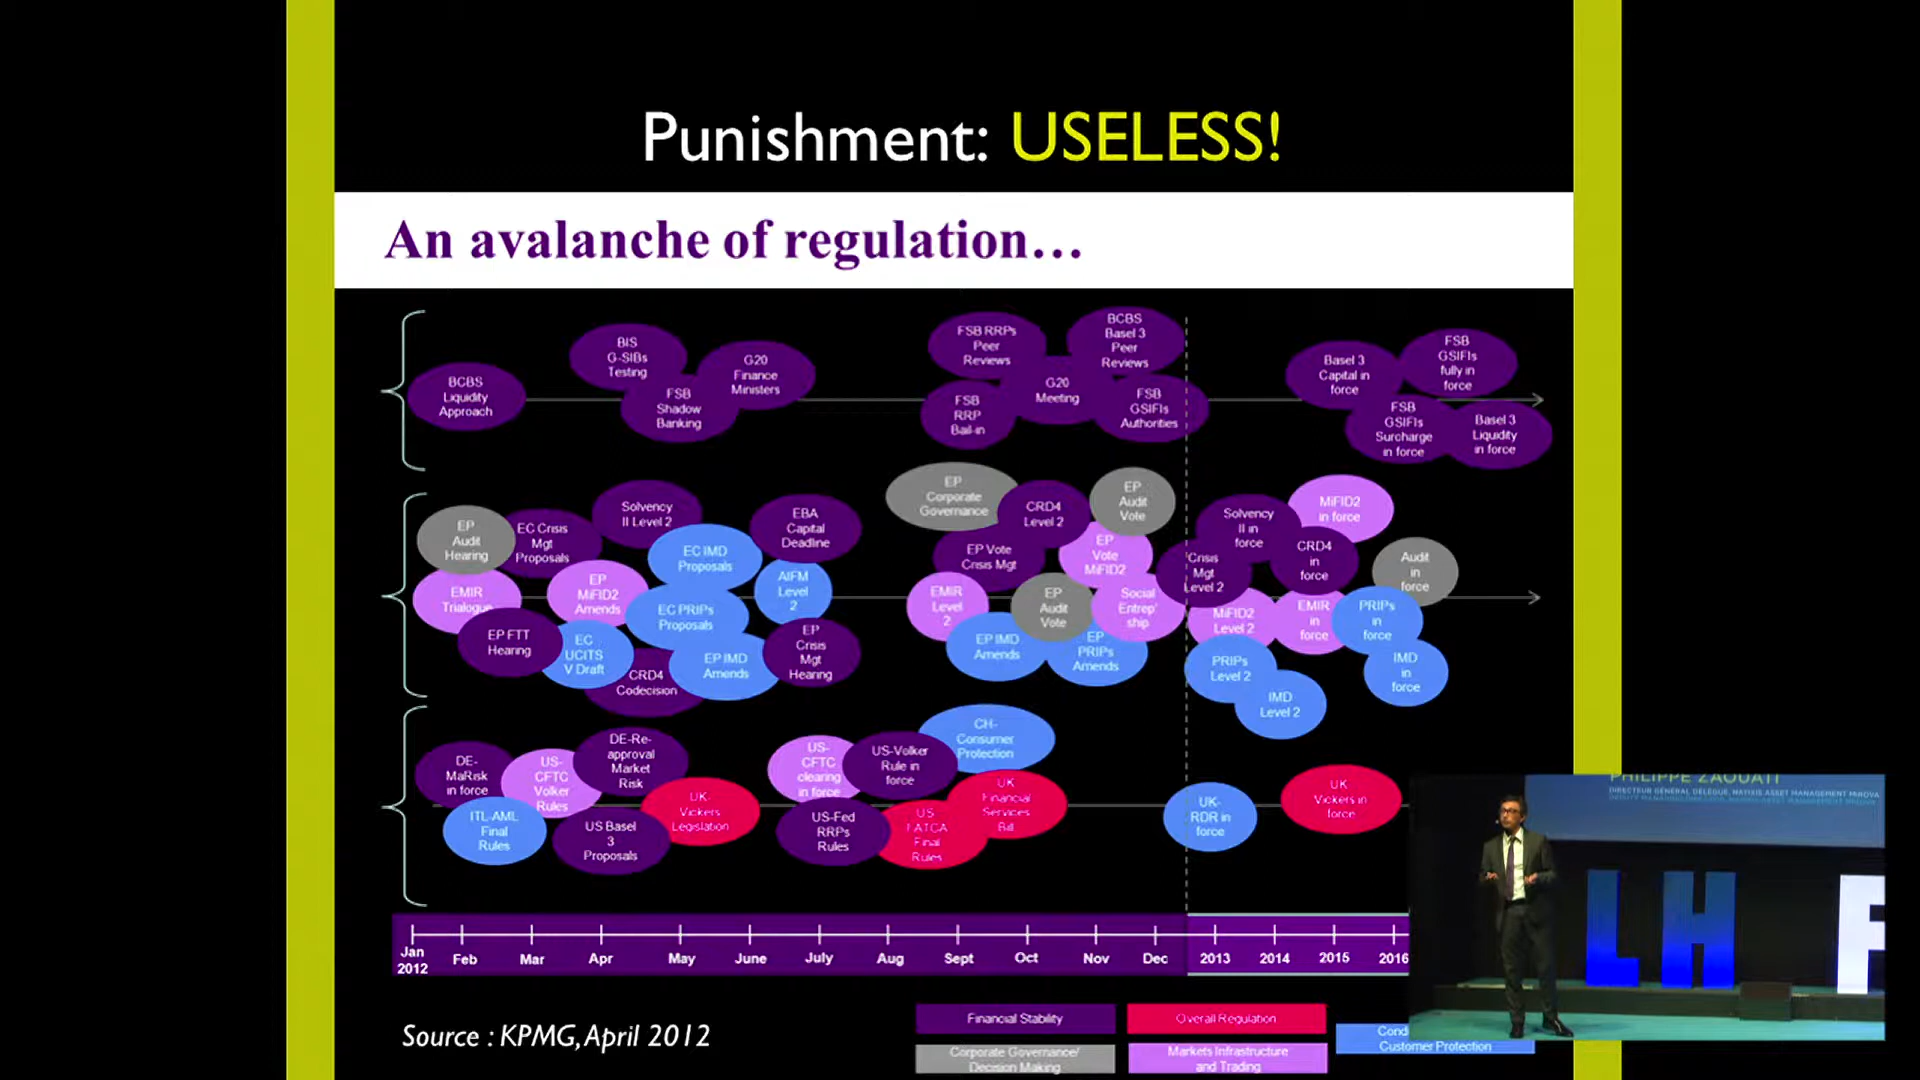 Punishment: USELESS!
An avalanche of regulation...
BCBS
Liquidity
Approach
BIS
G-SIBs
Testing
FSB
Shadow
Banking
G20
Finance
Ministers
FSB RRPs
Peer
Reviews
FSB
RRP
Bail-in
G20
Meeting
BCBS
Basel 3
Peer
Reviews
FSB
GSIFIs
Authorities
Basel 3
Capital in
force
FSB
GSIFIs
fully in
force
FSB
GSIFIs
Surcharge
in force
Basel 3
Liquidity
in force
EP
Audit
Hearing
EC Crisis
Mgt
Proposals
Solvency
II Level 2
EC IMD
Proposals
EBA
Capital
Deadline
EMIR
Trialogue
EP
MiFID2
Amends
EC PRIPs
Proposals
AIFM
Level
2
EP FTT
Hearing
EC
UCITS
V Draft
CRD4
Codecision
EP IMD
Amends
EP
Crisis
Mgt
Hearing
EP
Corporate
Governance
CRD4
Level 2
EP
Audit
Vote
EP Vote
Crisis Mgt
EP
Vote
MiFID2
EMIR
Level
2
EP
Audit
Vote
Social
Entrep'
ship
EP IMD
Amends
EP
PRIPs
Amends
Solvency
II in
force
MiFID2
in force
Crisis
Mgt
Level 2
CRD4
in
force
Audit
in
force
MiFID2
Level 2
EMIR
in
force
PRIPs
in
force
PRIPs
Level 2
IMD
in
force
IMD
Level 2
DE-
MaRisk
in force
US-
CFTC
Volker
Rules
DE-Re-
approval
Market
Risk
ITL-AML
Final
Rules
US Basel
3
Proposals
UK-
Vickers
Legislation
US-
CFTC
clearing
in force
US-Volker
Rule in
force
CH-
Consumer
Protection
US-Fed
RRPs
Rules
US
FATCA
Final
Rules
UK
Financial
Services
Bill
UK-
RDR in
force
UK
Vickers in
force
Jan
2012
Feb
Mar
Apr
May
June
July
Aug
Sept
Oct
Nov
Dec
2013
2014
2015
2016
Source : KPMG, April 2012
Financial Stability
Overall Regulation
Corporate Governance/
Decision Making
Markets Infrastructure
and Trading
Cond
Customer Protection
PHILIPPE ZAOUATI
DIRECTEUR GÉNÉRAL DÉLÉGUÉ, NATIXIS ASSET MANAGEMENT MIROVA
LH
F